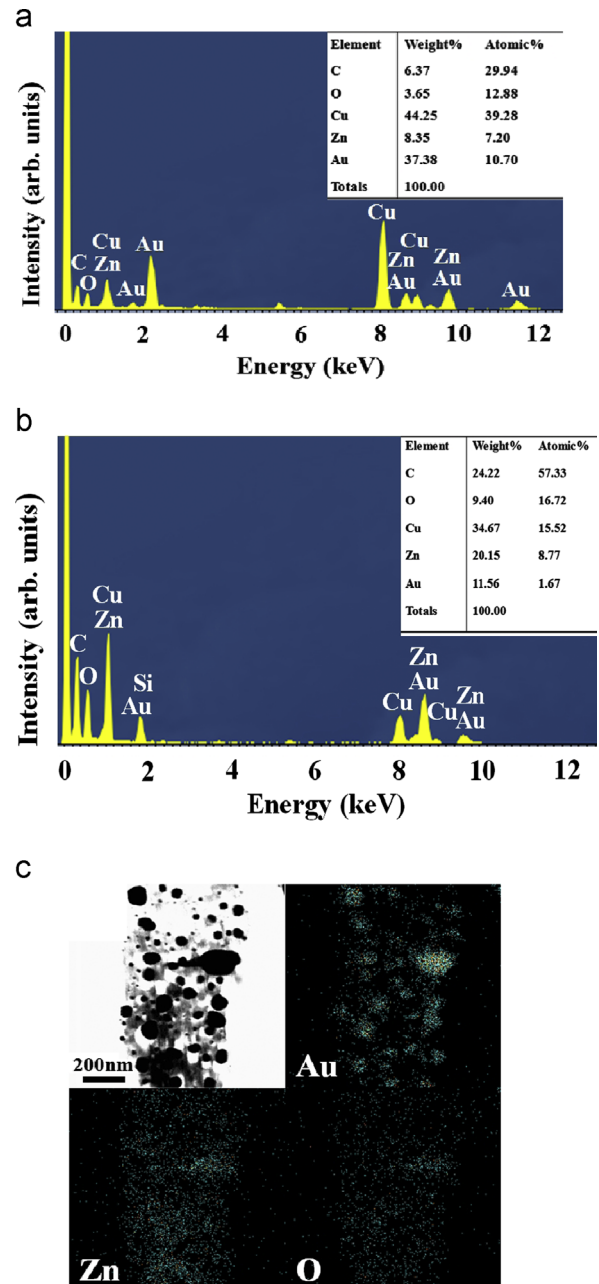 a
Element Weight% Atomic%
C 6.37 29.94
O 3.65 12.88
Cu 44.25 39.28
Zn 8.35 7.20
Au 37.38 10.70
Totals 100.00
Intensity (arb. units)
C
O
Cu
Zn
Au
Au
Cu
Zn
Au
Cu
Zn
Au
Au
0 2 4 6 8 10 12
Energy (keV)
b
Element Weight% Atomic%
C 24.22 57.33
O 9.40 16.72
Cu 34.67 15.52
Zn 20.15 8.77
Au 11.56 1.67
Totals 100.00
Intensity (arb. units)
C
O
Cu
Zn
Si
Au
Cu
Zn
Au
Cu
Zn
Au
0 2 4 6 8 10 12
Energy (keV)
c
200nm
Au
Zn
O